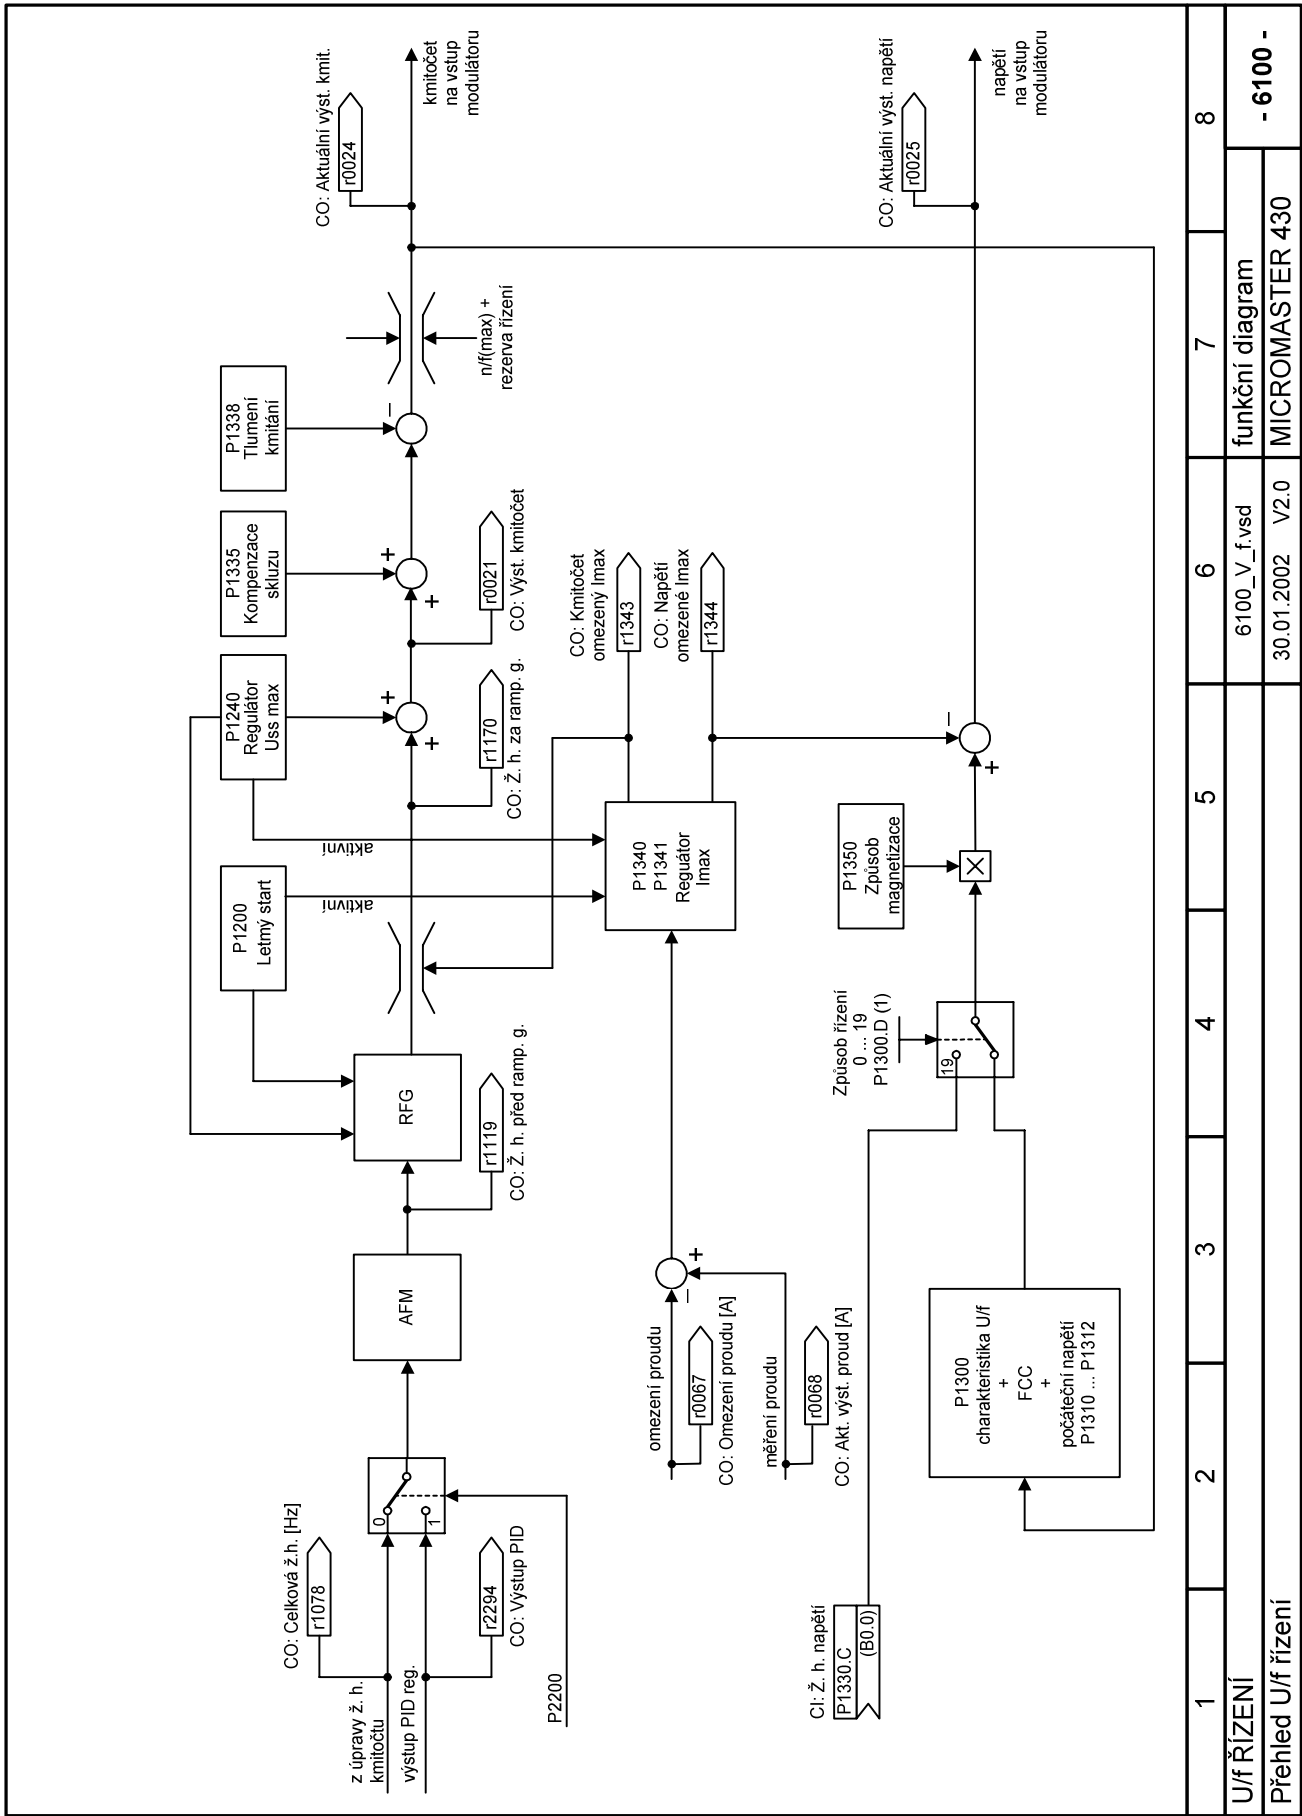 CO: Celková ž.h. [Hz]
r1078
z úpravy ž. h.
kmitočtu
výstup PID reg.
0
1
r2294
CO: Výstup PID
P2200
AFM
r1119
CO: Ž. h. před ramp. g.
RFG
P1200
Letmý start
aktivní
P1240
Regulátor
Uss max
aktivní
+
+
r1170
CO: Ž. h. za ramp. g.
P1335
Kompenzace
skluzu
+
+
r0021
CO: Výst. kmitočet
P1338
Tlumení
kmitání
–
n/f(max) +
rezerva řízení
CO: Aktuální výst. kmit.
r0024
kmitočet
na vstup
modulátoru
omezení proudu
r0067
CO: Omezení proudu [A]
měření proudu
r0068
CO: Akt. výst. proud [A]
–
+
P1340
P1341
Reguátor
Imax
CO: Kmitočet
omezený Imax
r1343
CO: Napětí
omezené Imax
r1344
CI: Ž. h. napětí
P1330.C
(B0.0)
P1300
charakteristika U/f
+
FCC
+
počáteční napětí
P1310 ... P1312
Způsob řízení
0 ... 19
P1300.D (1)
19
P1350
Způsob
magnetizace
+
–
CO: Aktuální výst. napětí
r0025
napětí
na vstup
modulátoru
1 2 3 4 5 6 7 8
U/f ŘÍZENÍ
6100_V_f.vsd
funkční diagram
- 6100 -
Přehled U/f řízení
30.01.2002 V2.0
MICROMASTER 430